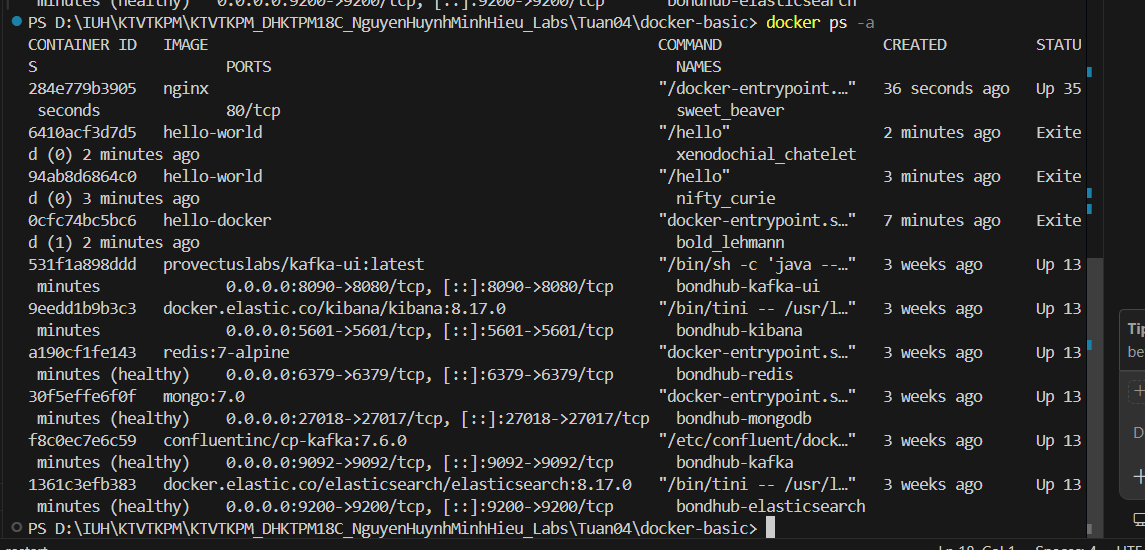 minutes (healthy)    0.0.0.0:9200->9200/tcp, [::]:9200->9200/tcp    bondhub-elasticsearch
PS D:\IUH\KTVTKPM\KTVTKPM_DHKTPM18C_NguyenHuynhMinhHieu_Labs\Tuan04\docker-basic> docker ps -a
CONTAINER ID   IMAGE                                                 COMMAND                  CREATED          STATU
S                      PORTS                                             NAMES
284e779b3905   nginx                                                 "/docker-entrypoint.…"   36 seconds ago   Up 35
 seconds               80/tcp                                            sweet_beaver
6410acf3d7d5   hello-world                                           "/hello"                 2 minutes ago    Exite
d (0) 2 minutes ago                                                      xenodochial_chatelet
94ab8d6864c0   hello-world                                           "/hello"                 3 minutes ago    Exite
d (0) 3 minutes ago                                                      nifty_curie
0cfc74bc5bc6   hello-docker                                          "docker-entrypoint.s…"   7 minutes ago    Exite
d (1) 2 minutes ago                                                      bold_lehmann
531f1a898ddd   provectuslabs/kafka-ui:latest                         "/bin/sh -c 'java --…"   3 weeks ago      Up 13
 minutes               0.0.0.0:8090->8080/tcp, [::]:8090->8080/tcp       bondhub-kafka-ui
9eedd1b9b3c3   docker.elastic.co/kibana/kibana:8.17.0                "/bin/tini -- /usr/l…"   3 weeks ago      Up 13
 minutes               0.0.0.0:5601->5601/tcp, [::]:5601->5601/tcp       bondhub-kibana
a190cf1fe143   redis:7-alpine                                        "docker-entrypoint.s…"   3 weeks ago      Up 13
 minutes (healthy)     0.0.0.0:6379->6379/tcp, [::]:6379->6379/tcp       bondhub-redis
30f5effe6f0f   mongo:7.0                                             "docker-entrypoint.s…"   3 weeks ago      Up 13
 minutes (healthy)     0.0.0.0:27018->27017/tcp, [::]:27018->27017/tcp   bondhub-mongodb
f8c0ec7e6c59   confluentinc/cp-kafka:7.6.0                           "/etc/confluent/dock…"   3 weeks ago      Up 13
 minutes (healthy)     0.0.0.0:9092->9092/tcp, [::]:9092->9092/tcp       bondhub-kafka
1361c3efb383   docker.elastic.co/elasticsearch/elasticsearch:8.17.0  "/bin/tini -- /usr/l…"   3 weeks ago      Up 13
 minutes (healthy)     0.0.0.0:9200->9200/tcp, [::]:9200->9200/tcp       bondhub-elasticsearch
PS D:\IUH\KTVTKPM\KTVTKPM_DHKTPM18C_NguyenHuynhMinhHieu_Labs\Tuan04\docker-basic>
Tip
be
D